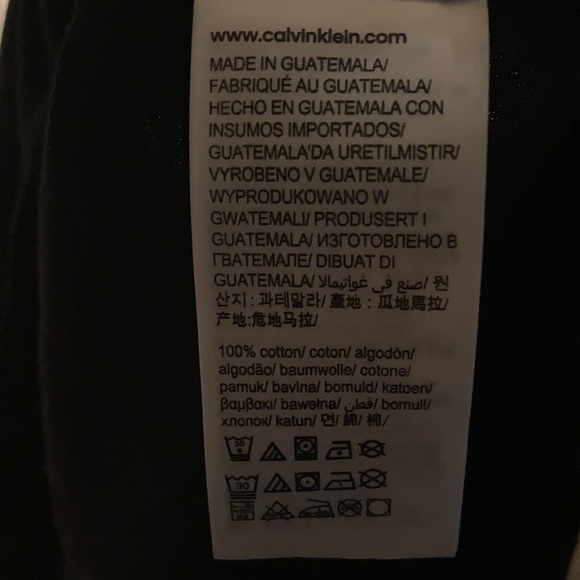 www.calvinklein.com
MADE IN GUATEMALA/
FABRIQUÉ AU GUATEMALA/
HECHO EN GUATEMALA CON
INSUMOS IMPORTADOS/
GUATEMALA'DA URETILMISTIR/
VYROBENO V GUATEMALE/
WYPRODUKOWANO W
GWATEMALI/ PRODUSERT I
GUATEMALA/ ИЗГОТОВЛЕНО В
ГВАТЕМАЛЕ/ DIBUAT DI
GUATEMALA/ صنع في غواتيمالا/ 원
산지: 과테말라/ 產地：瓜地馬拉/
产地:危地马拉/
100% cotton/ coton/ algodón/
algodão/ baumwolle/ cotone/
pamuk/ bavlna/ bomuld/ katoen/
βαμβακι/ bawełna/ قطن/ bomull/
хлопок/ katun/ 면/ 綿/ 棉/
30